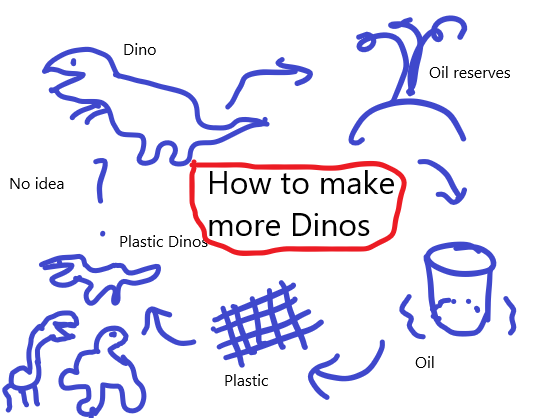 Dino
Oil reserves
How to make
more Dinos
No idea
Plastic Dinos
Oil
Plastic